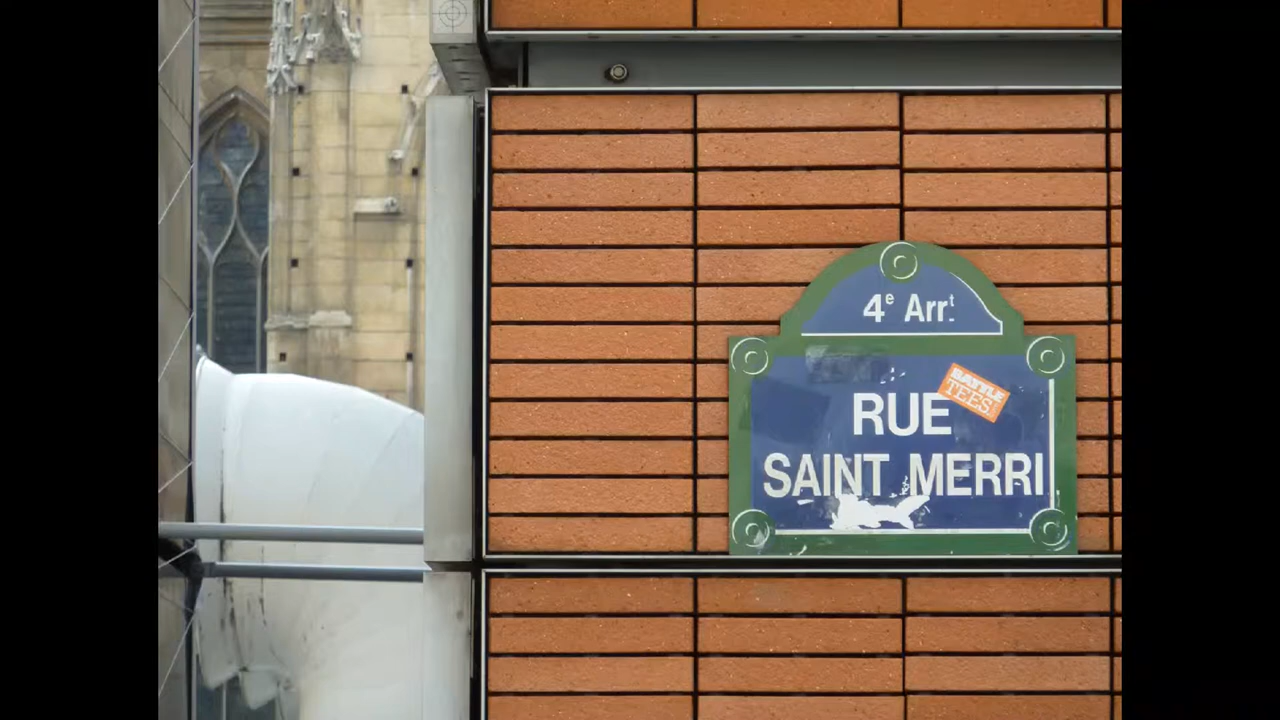 4e Arrt.
RUE
BATTLE
TEES
SAINT MERRI